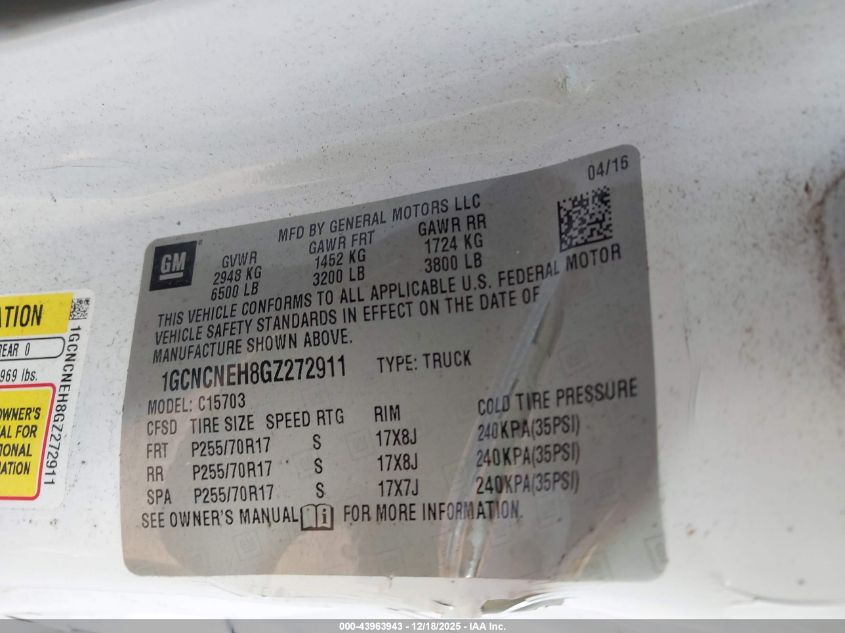 04/16
MFD BY GENERAL MOTORS LLC
GM
GVWR GAWR FRT GAWR RR
2948 KG 1452 KG 1724 KG
6500 LB 3200 LB 3800 LB
THIS VEHICLE CONFORMS TO ALL APPLICABLE U.S. FEDERAL MOTOR
VEHICLE SAFETY STANDARDS IN EFFECT ON THE DATE OF
MANUFACTURE SHOWN ABOVE.
1GCNCNEH8GZ272911 TYPE: TRUCK
MODEL: C15703
CFSD TIRE SIZE SPEED RTG RIM COLD TIRE PRESSURE
FRT P255/70R17 S 17X8J 240KPA(35PSI)
RR P255/70R17 S 17X8J 240KPA(35PSI)
SPA P255/70R17 S 17X7J 240KPA(35PSI)
SEE OWNER'S MANUAL FOR MORE INFORMATION.
ATION
REAR 0
969 lbs.
OWNER'S
AL FOR
IONAL
MATION
1GCNCNEH8GZ272911
000-43963943 - 12/18/2025 - IAA Inc.